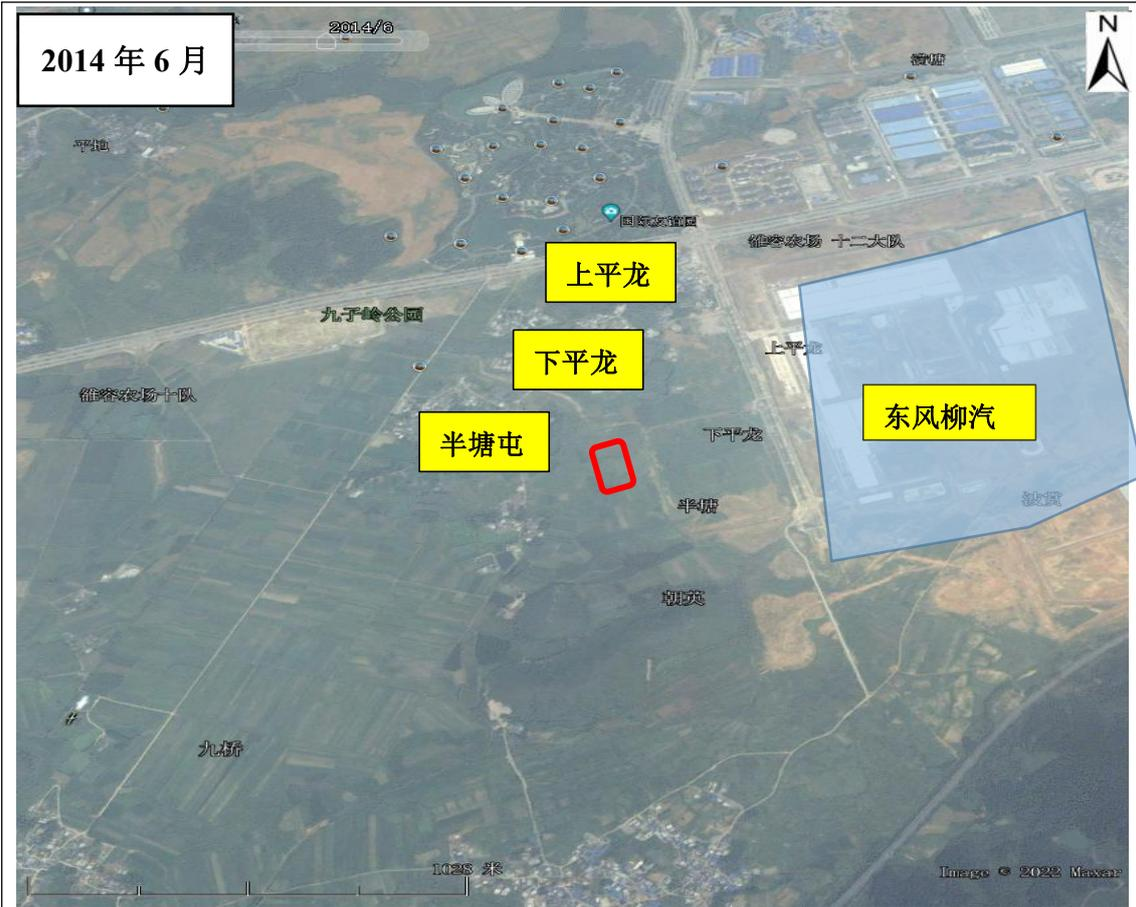 2014/6
2014 年 6 月
N
平地
国际友谊园
雒容农场 十二大队
上平龙
九子岭公园
上平龙
下平龙
雒容农场十队
东风柳汽
半塘屯
下平龙
半塘
朝英
九桥
1028 米
Image © 2022 Maxar